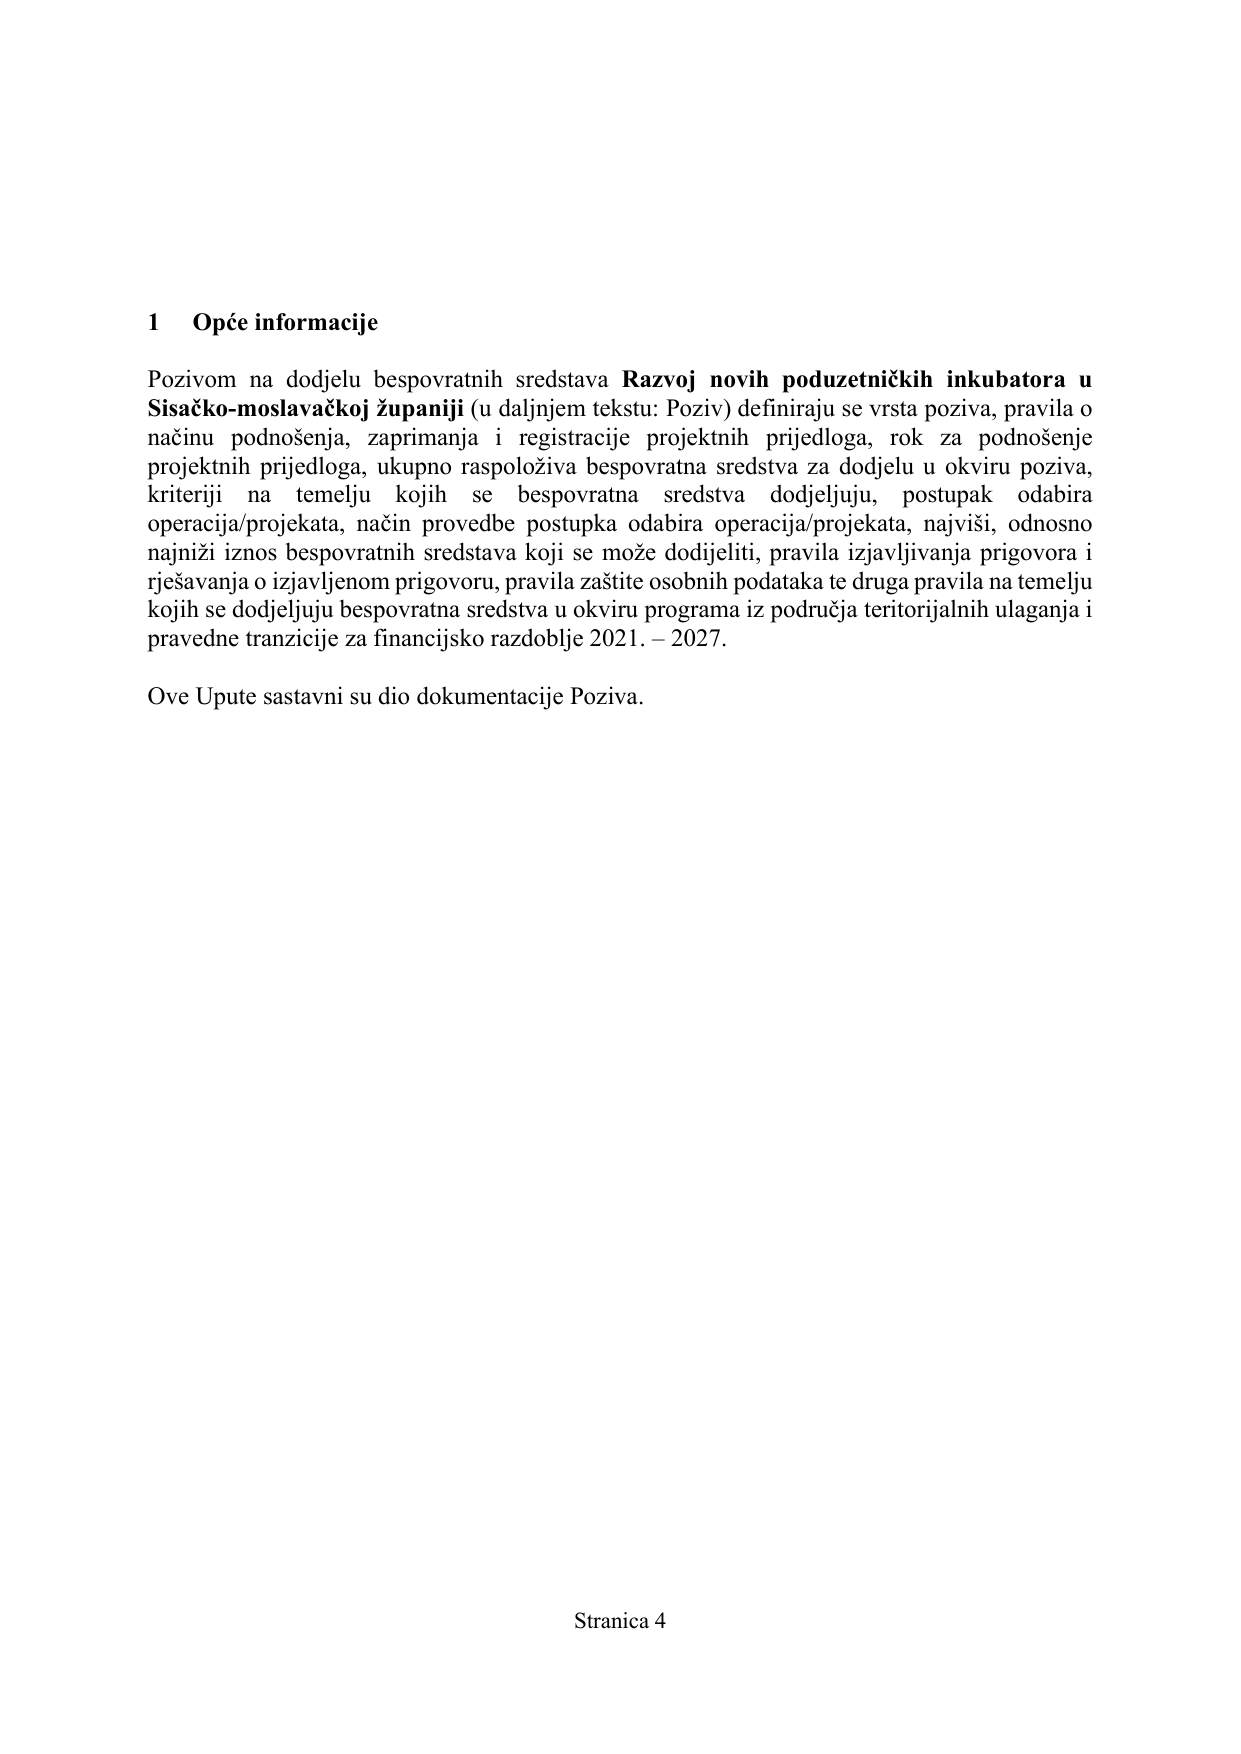 1 Opće informacije
Pozivom na dodjelu bespovratnih sredstava Razvoj novih poduzetničkih inkubatora u
Sisačko-moslavačkoj županiji (u daljnjem tekstu: Poziv) definiraju se vrsta poziva, pravila o
načinu podnošenja, zaprimanja i registracije projektnih prijedloga, rok za podnošenje
projektnih prijedloga, ukupno raspoloživa bespovratna sredstva za dodjelu u okviru poziva,
kriteriji na temelju kojih se bespovratna sredstva dodjeljuju, postupak odabira
operacija/projekata, način provedbe postupka odabira operacija/projekata, najviši, odnosno
najniži iznos bespovratnih sredstava koji se može dodijeliti, pravila izjavljivanja prigovora i
rješavanja o izjavljenom prigovoru, pravila zaštite osobnih podataka te druga pravila na temelju
kojih se dodjeljuju bespovratna sredstva u okviru programa iz područja teritorijalnih ulaganja i
pravedne tranzicije za financijsko razdoblje 2021. – 2027.
Ove Upute sastavni su dio dokumentacije Poziva.
Stranica 4